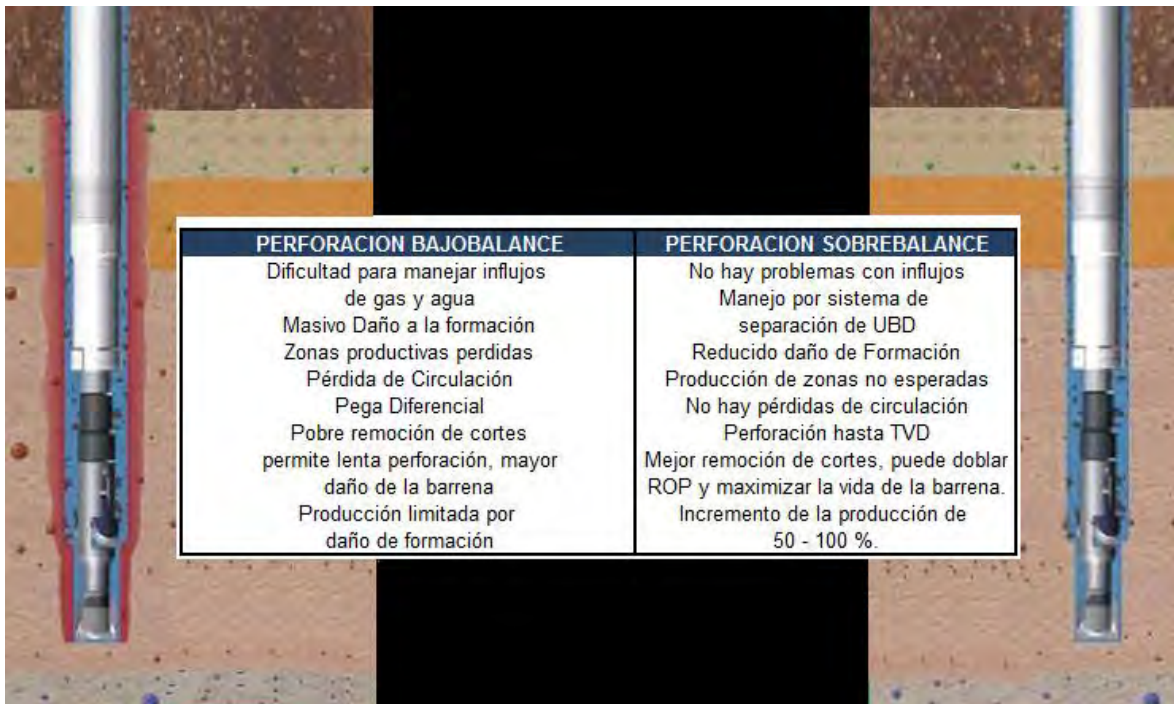 PERFORACION BAJOBALANCE
Dificultad para manejar influjos
de gas y agua
Masivo Daño a la formación
Zonas productivas perdidas
Pérdida de Circulación
Pega Diferencial
Pobre remoción de cortes
permite lenta perforación, mayor
daño de la barrena
Producción limitada por
daño de formación
PERFORACION SOBREBALANCE
No hay problemas con influjos
Manejo por sistema de
separación de UBD
Reducido daño de Formación
Producción de zonas no esperadas
No hay pérdidas de circulación
Perforación hasta TVD
Mejor remoción de cortes, puede doblar
ROP y maximizar la vida de la barrena.
Incremento de la producción de
50 - 100 %.